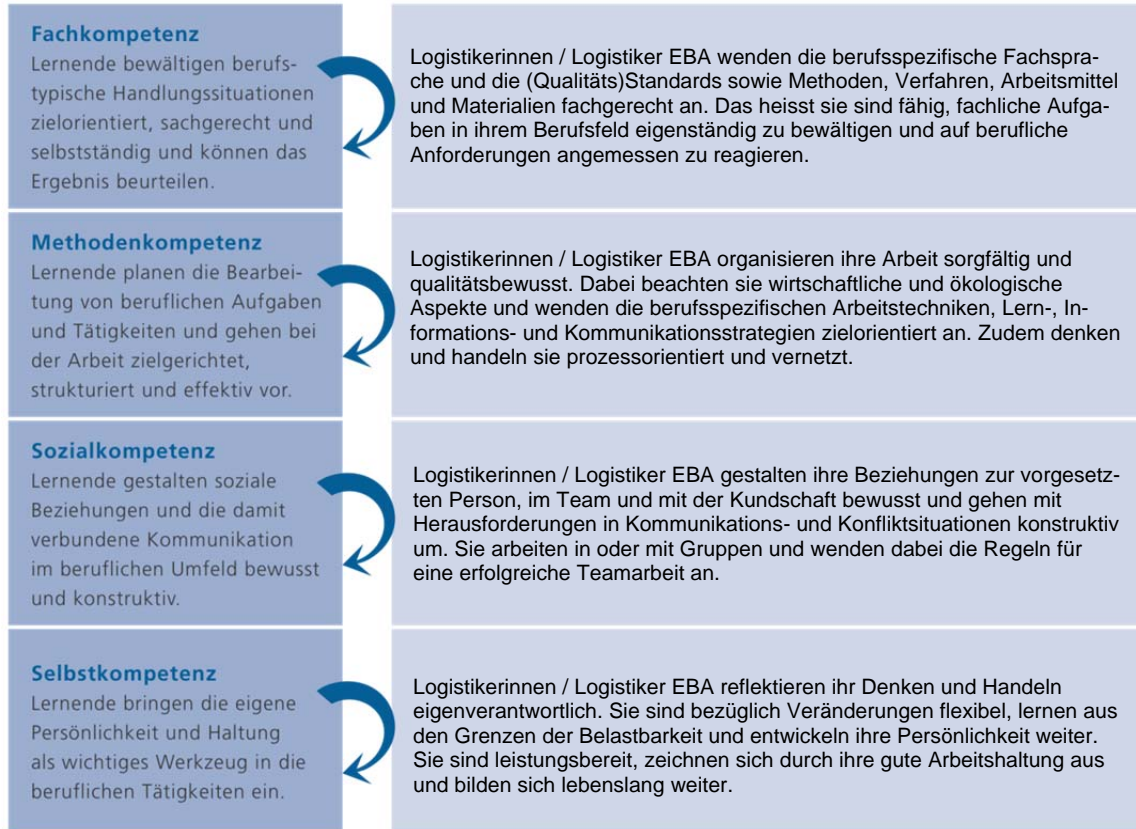 Fachkompetenz
Lernende bewältigen berufs-
typische Handlungssituationen
zielorientiert, sachgerecht und
selbstständig und können das
Ergebnis beurteilen.
Logistikerinnen / Logistiker EBA wenden die berufsspezifische Fachspra-
che und die (Qualitäts)Standards sowie Methoden, Verfahren, Arbeitsmittel
und Materialien fachgerecht an. Das heisst sie sind fähig, fachliche Aufga-
ben in ihrem Berufsfeld eigenständig zu bewältigen und auf berufliche
Anforderungen angemessen zu reagieren.
Methodenkompetenz
Lernende planen die Bearbei-
tung von beruflichen Aufgaben
und Tätigkeiten und gehen bei
der Arbeit zielgerichtet,
strukturiert und effektiv vor.
Logistikerinnen / Logistiker EBA organisieren ihre Arbeit sorgfältig und
qualitätsbewusst. Dabei beachten sie wirtschaftliche und ökologische
Aspekte und wenden die berufsspezifischen Arbeitstechniken, Lern-, In-
formations- und Kommunikationsstrategien zielorientiert an. Zudem denken
und handeln sie prozessorientiert und vernetzt.
Sozialkompetenz
Lernende gestalten soziale
Beziehungen und die damit
verbundene Kommunikation
im beruflichen Umfeld bewusst
und konstruktiv.
Logistikerinnen / Logistiker EBA gestalten ihre Beziehungen zur vorgesetz-
ten Person, im Team und mit der Kundschaft bewusst und gehen mit
Herausforderungen in Kommunikations- und Konfliktsituationen konstruktiv
um. Sie arbeiten in oder mit Gruppen und wenden dabei die Regeln für
eine erfolgreiche Teamarbeit an.
Selbstkompetenz
Lernende bringen die eigene
Persönlichkeit und Haltung
als wichtiges Werkzeug in die
beruflichen Tätigkeiten ein.
Logistikerinnen / Logistiker EBA reflektieren ihr Denken und Handeln
eigenverantwortlich. Sie sind bezüglich Veränderungen flexibel, lernen aus
den Grenzen der Belastbarkeit und entwickeln ihre Persönlichkeit weiter.
Sie sind leistungsbereit, zeichnen sich durch ihre gute Arbeitshaltung aus
und bilden sich lebenslang weiter.